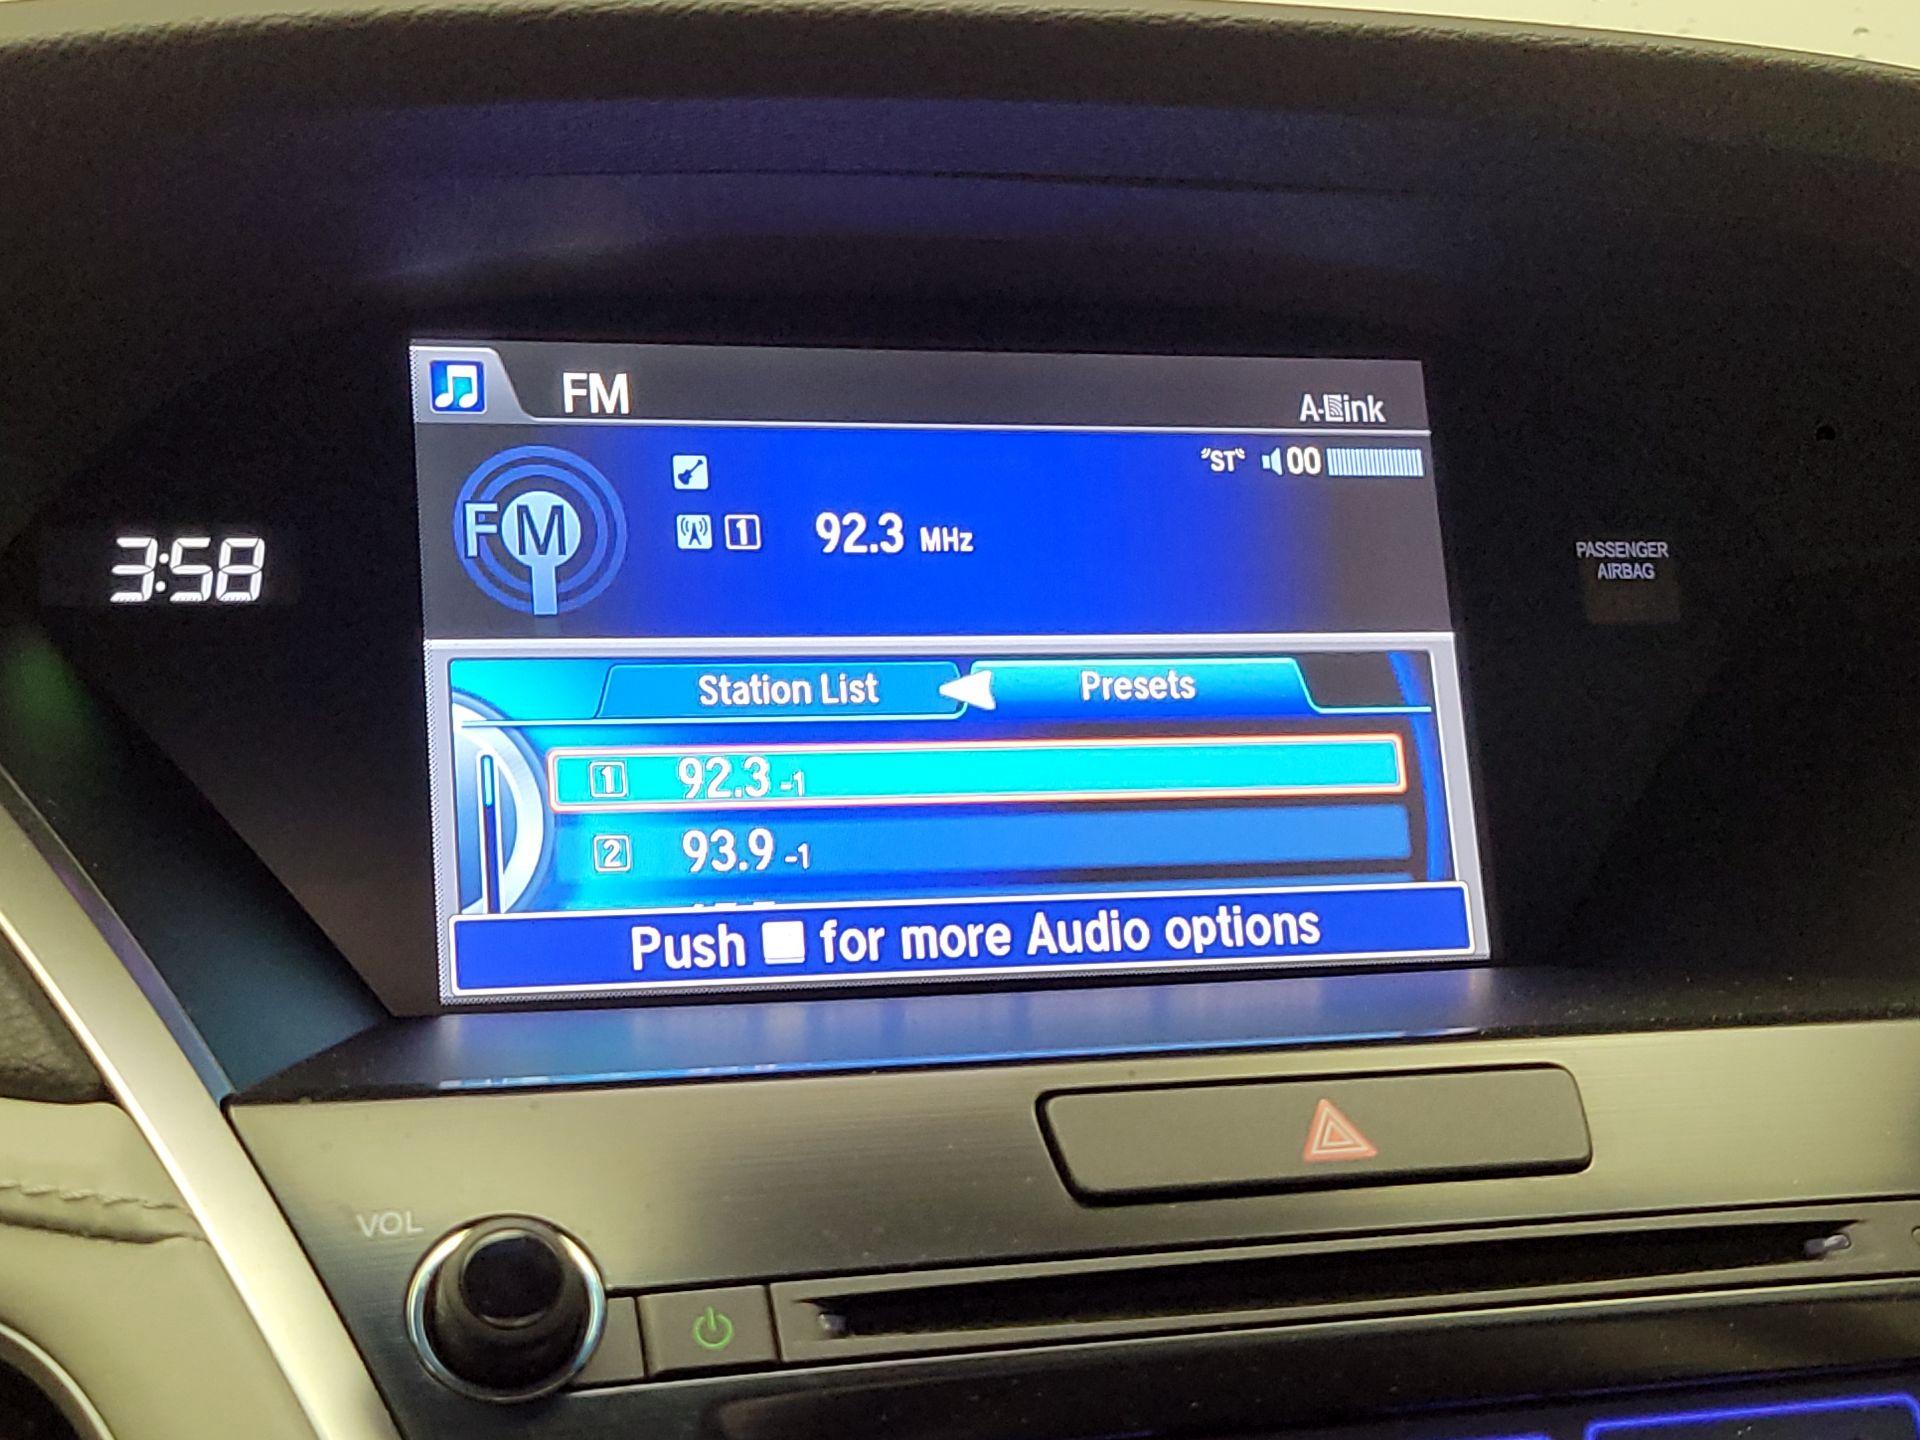 FM
A-Link
"ST" 00
FM
1 92.3 MHz
3:58
PASSENGER
AIRBAG
Station List Presets
1 92.3 -1
2 93.9 -1
Push for more Audio options
VOL